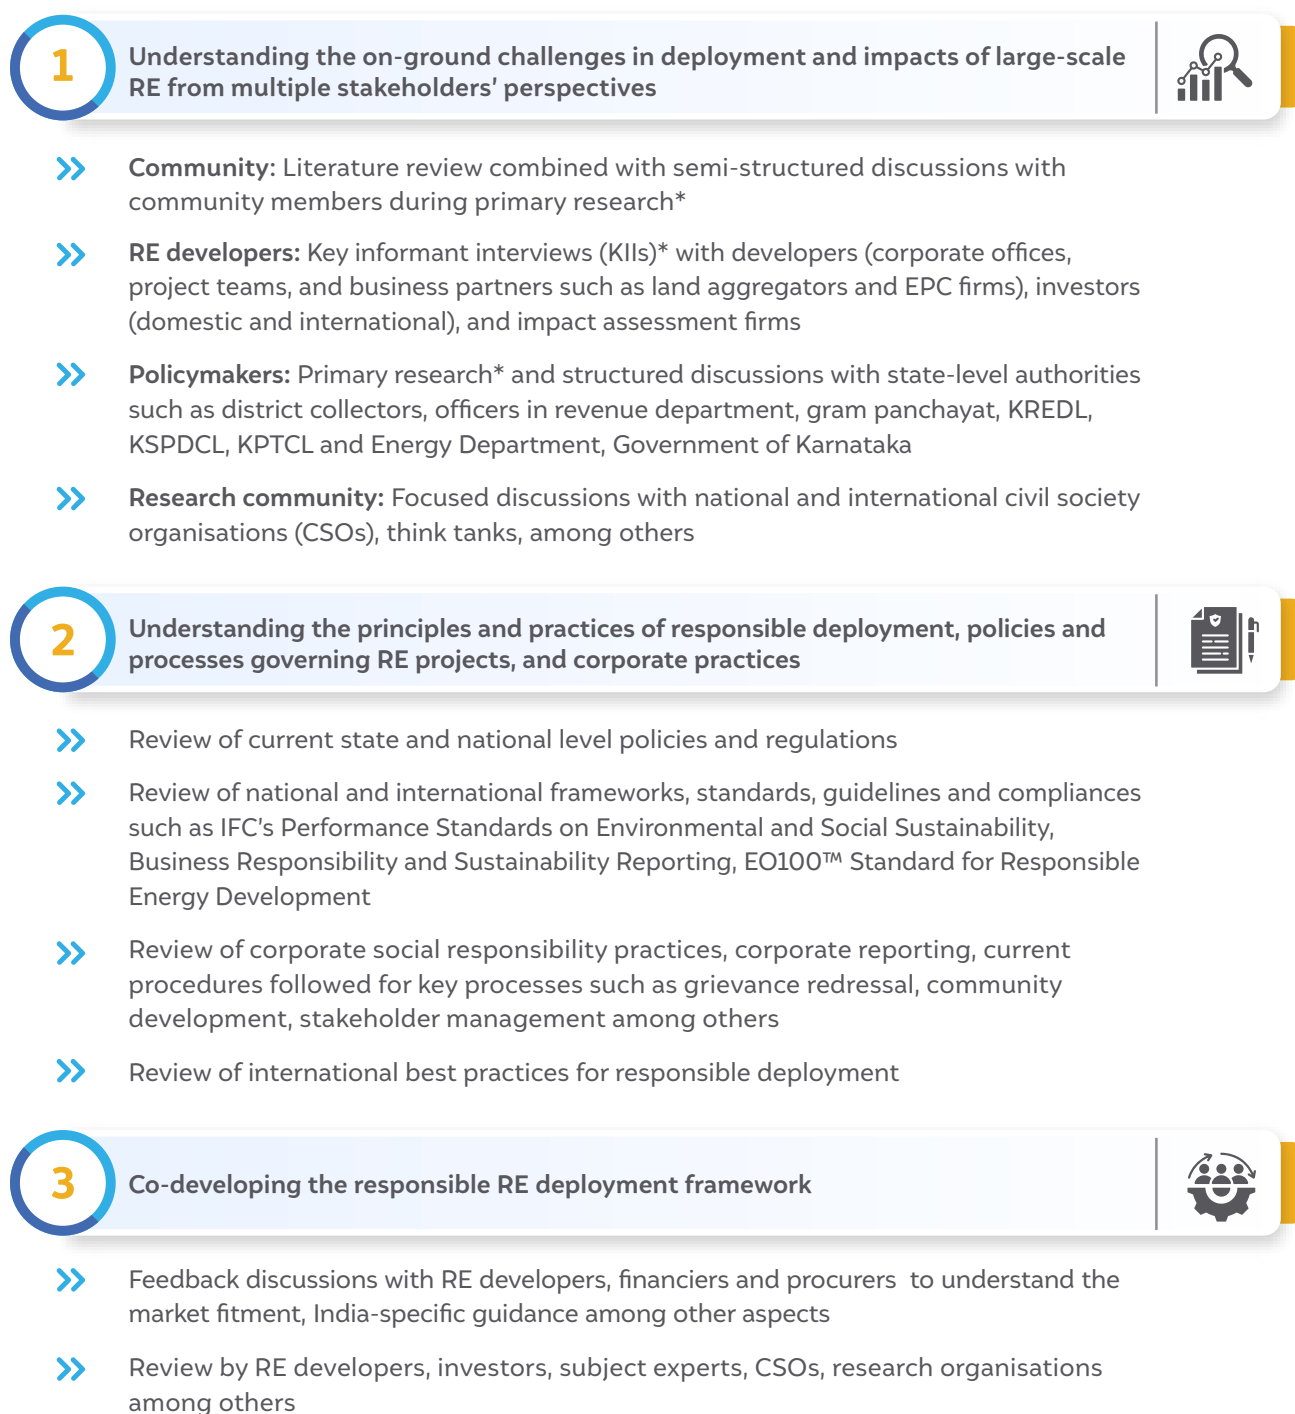 1
Understanding the on-ground challenges in deployment and impacts of large-scale
RE from multiple stakeholders' perspectives
Community: Literature review combined with semi-structured discussions with
community members during primary research*
RE developers: Key informant interviews (KIIs)* with developers (corporate offices,
project teams, and business partners such as land aggregators and EPC firms), investors
(domestic and international), and impact assessment firms
Policymakers: Primary research* and structured discussions with state-level authorities
such as district collectors, officers in revenue department, gram panchayat, KREDL,
KSPDCL, KPTCL and Energy Department, Government of Karnataka
Research community: Focused discussions with national and international civil society
organisations (CSOs), think tanks, among others
2
Understanding the principles and practices of responsible deployment, policies and
processes governing RE projects, and corporate practices
Review of current state and national level policies and regulations
Review of national and international frameworks, standards, guidelines and compliances
such as IFC's Performance Standards on Environmental and Social Sustainability,
Business Responsibility and Sustainability Reporting, EO100™ Standard for Responsible
Energy Development
Review of corporate social responsibility practices, corporate reporting, current
procedures followed for key processes such as grievance redressal, community
development, stakeholder management among others
Review of international best practices for responsible deployment
3
Co-developing the responsible RE deployment framework
Feedback discussions with RE developers, financiers and procurers to understand the
market fitment, India-specific guidance among other aspects
Review by RE developers, investors, subject experts, CSOs, research organisations
among others